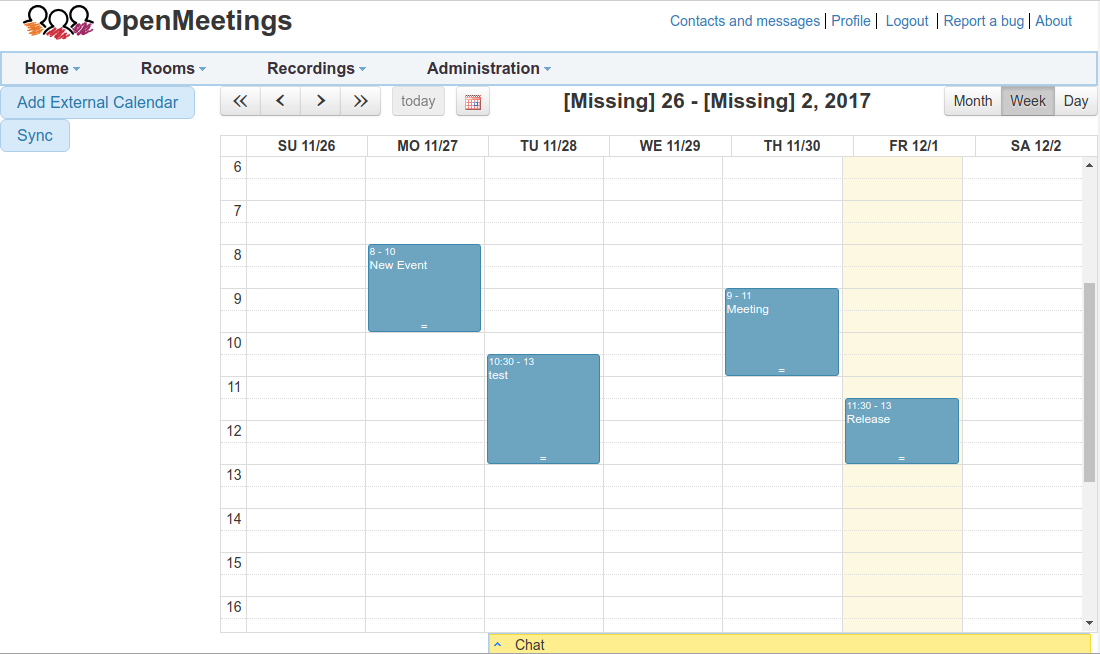 OpenMeetings
Contacts and messages | Profile | Logout | Report a bug | About
Home Rooms Recordings Administration
Add External Calendar
Sync
today
[Missing] 26 - [Missing] 2, 2017
Month Week Day
SU 11/26 MO 11/27 TU 11/28 WE 11/29 TH 11/30 FR 12/1 SA 12/2
6
7
8
8 - 10
New Event
9
9 - 11
Meeting
10
10:30 - 13
test
11
11:30 - 13
Release
12
13
14
15
16
Chat